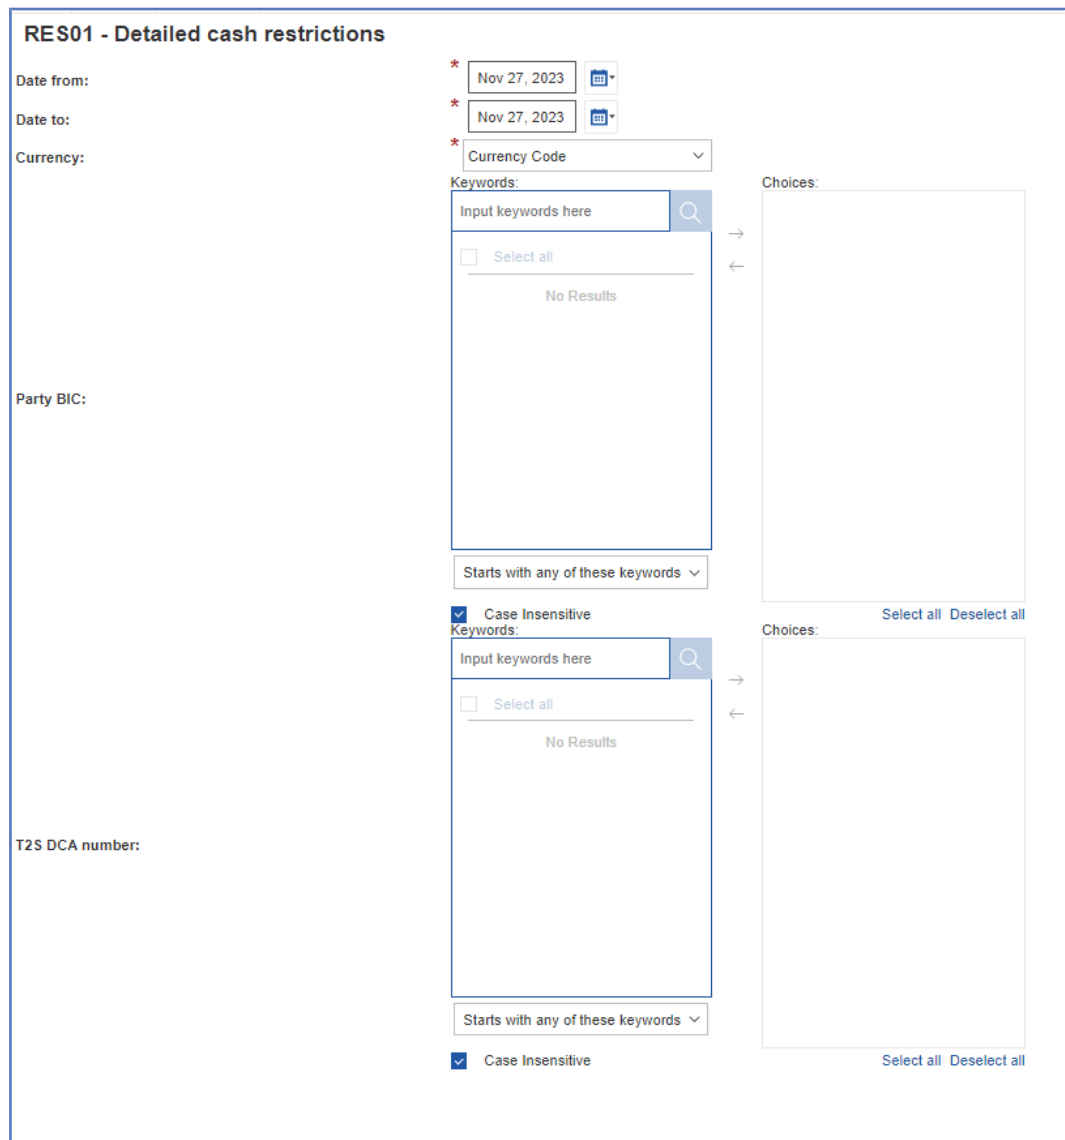 RES01 - Detailed cash restrictions
Date from:
* Nov 27, 2023
Date to:
* Nov 27, 2023
Currency:
* Currency Code
Keywords:
Choices:
Input keywords here
Select all
No Results
Party BIC:
Starts with any of these keywords
Case Insensitive
Select all Deselect all
Keywords:
Choices:
Input keywords here
Select all
No Results
T2S DCA number:
Starts with any of these keywords
Case Insensitive
Select all Deselect all